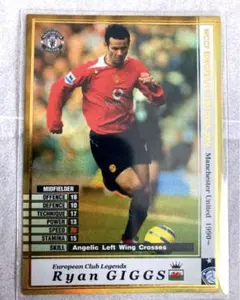 Manchester United 1990~
MIDFIELDER
OFFENCE 18
DEFENCE 10
TECHNIQUE 17
POWER 13
SPEED 20
STAMINA 15
SKILL Angelic Left Wing Crosses
European Club Legends
Ryan GIGGS